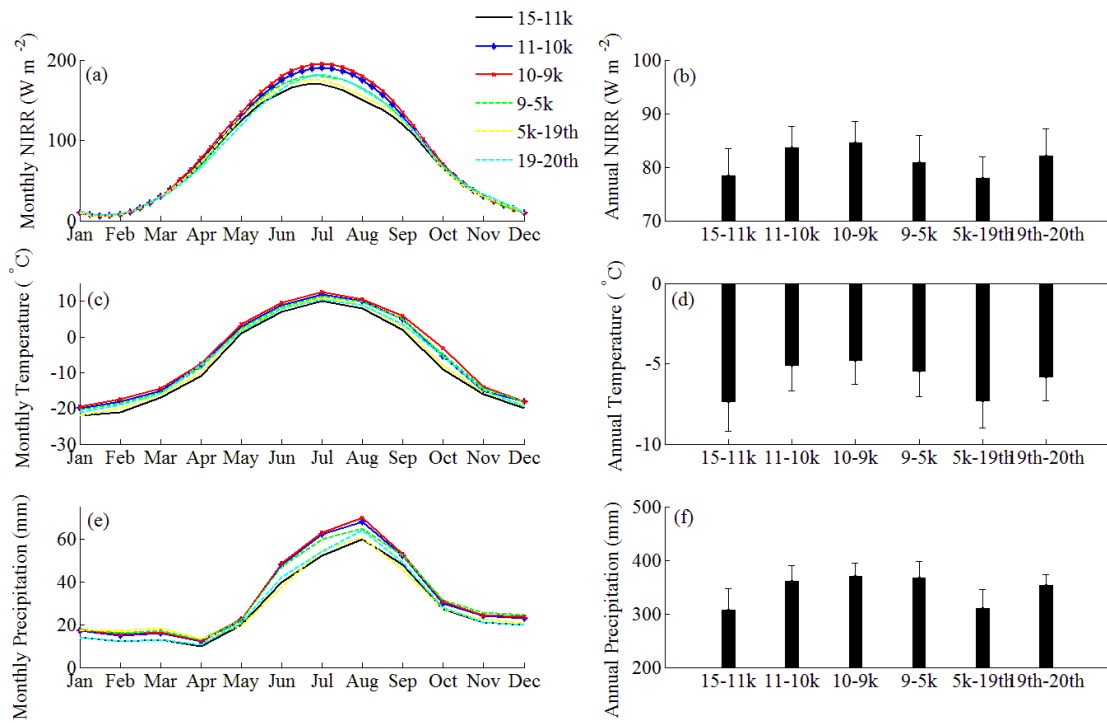 15-11k
11-10k
10-9k
9-5k
5k-19th
19-20th
(a)
Monthly NIRR (W m -2)
200
100
0
Jan Feb Mar Apr May Jun Jul Aug Sep Oct Nov Dec
(b)
Annual NIRR (W m -2)
100
90
80
70
15-11k 11-10k 10-9k 9-5k 5k-19th 19th-20th
(c)
Monthly Temperature ( °C)
10
0
-10
-20
-30
Jan Feb Mar Apr May Jun Jul Aug Sep Oct Nov Dec
(d)
Annual Temperature ( °C)
0
-5
-10
15-11k 11-10k 10-9k 9-5k 5k-19th 19th-20th
(e)
Monthly Precipitation (mm)
60
40
20
0
Jan Feb Mar Apr May Jun Jul Aug Sep Oct Nov Dec
(f)
Annual Precipitation (mm)
500
400
300
200
15-11k 11-10k 10-9k 9-5k 5k-19th 19th-20th